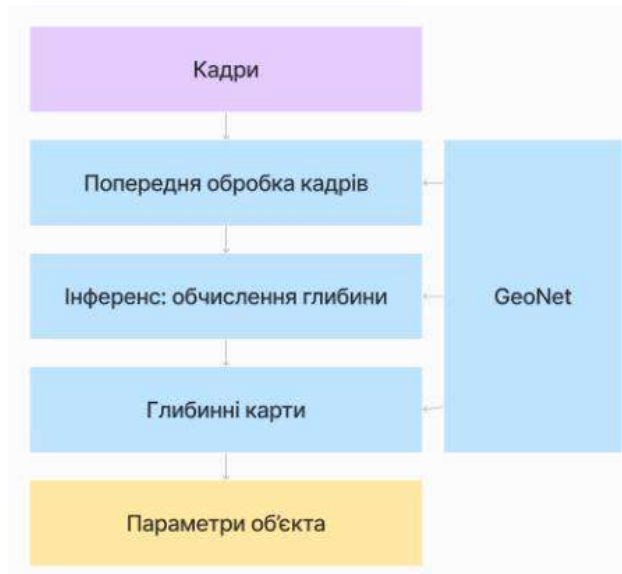 Кадри
Попередня обробка кадрів
Інференс: обчислення глибини
GeoNet
Глибинні карти
Параметри об'єкта